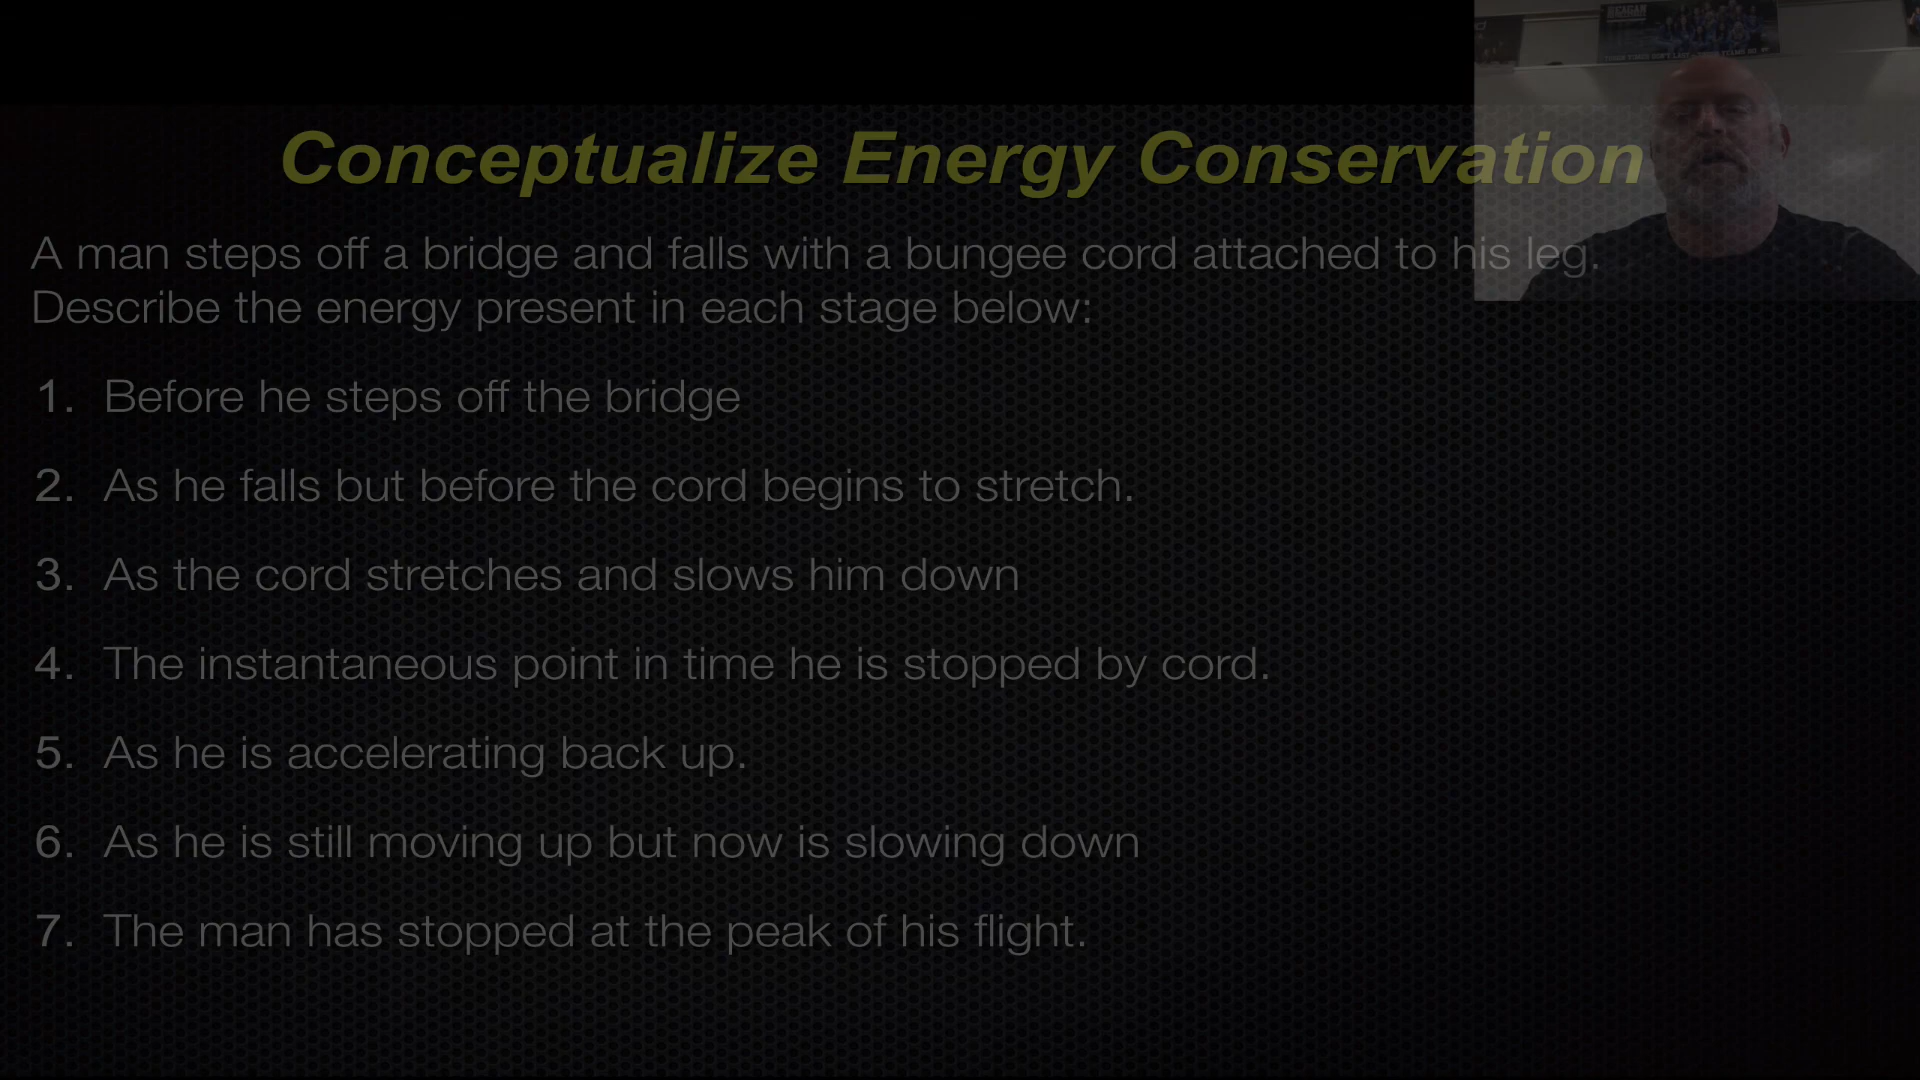 REAGAN
Conceptualize Energy Conservation
A man steps off a bridge and falls with a bungee cord attached to his leg.
Describe the energy present in each stage below:
1. Before he steps off the bridge
2. As he falls but before the cord begins to stretch.
3. As the cord stretches and slows him down
4. The instantaneous point in time he is stopped by cord.
5. As he is accelerating back up.
6. As he is still moving up but now is slowing down
7. The man has stopped at the peak of his flight.